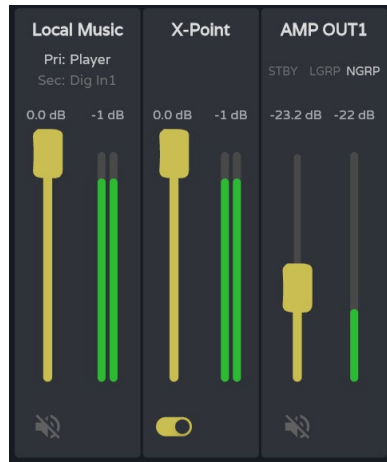 Local Music
Pri: Player
Sec: Dig In1
0.0 dB -1 dB
X-Point
0.0 dB -1 dB
AMP OUT1
STBY LGRP NGRP
-23.2 dB -22 dB